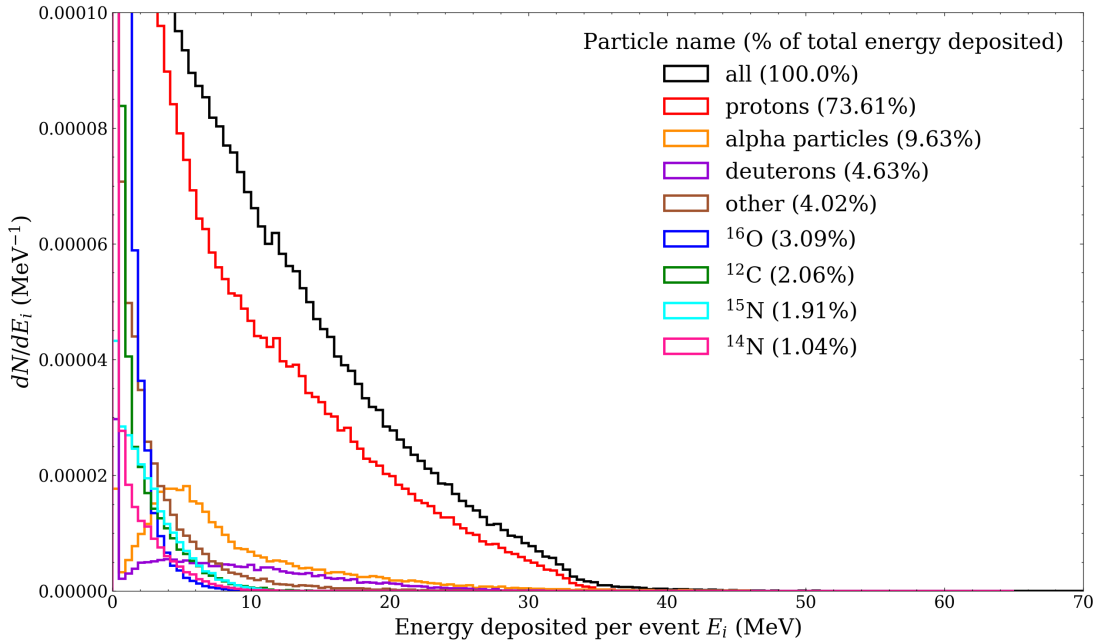 Particle name (% of total energy deposited)
all (100.0%)
protons (73.61%)
alpha particles (9.63%)
deuterons (4.63%)
other (4.02%)
¹⁶O (3.09%)
¹²C (2.06%)
¹⁵N (1.91%)
¹⁴N (1.04%)
dN/dEᵢ (MeV⁻¹)
0.00010
0.00008
0.00006
0.00004
0.00002
0.00000
0 10 20 30 40 50 60 70
Energy deposited per event Eᵢ (MeV)